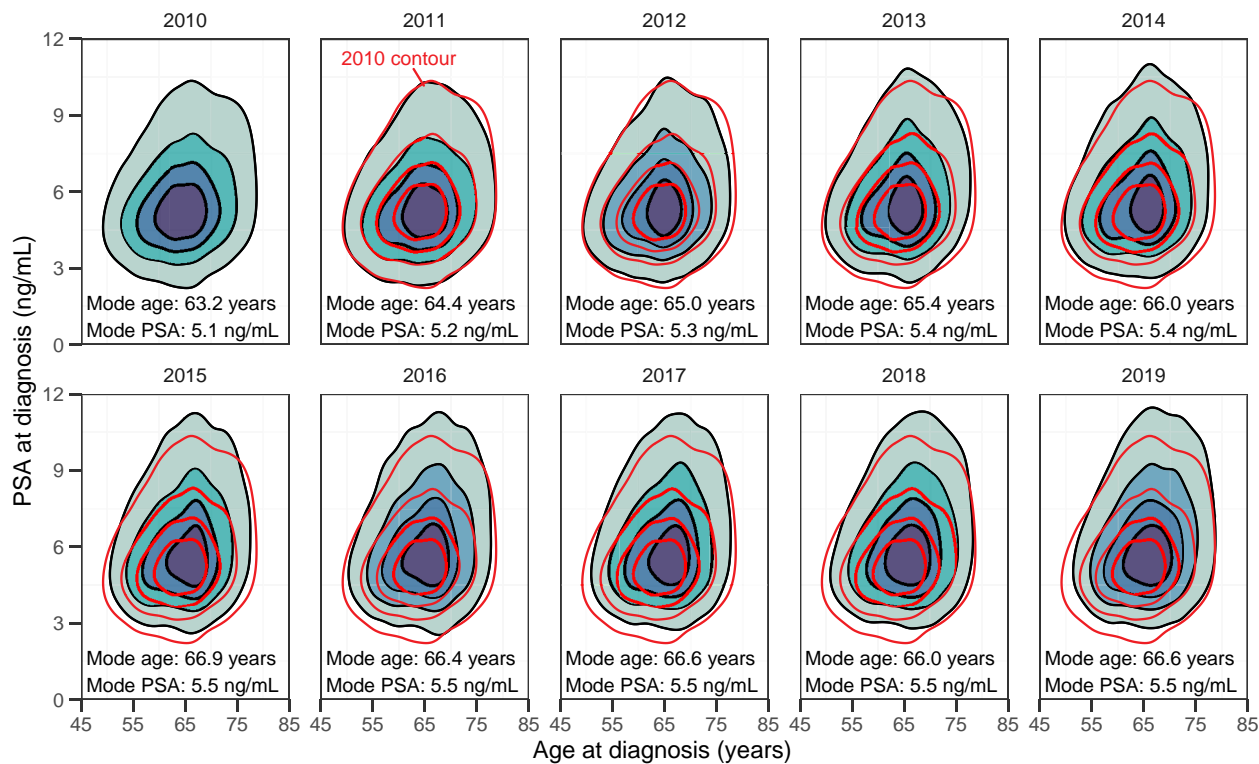 2010 2011 2012 2013 2014
12
9
6
3
0
2010 contour
Mode age: 63.2 years Mode age: 64.4 years Mode age: 65.0 years Mode age: 65.4 years Mode age: 66.0 years
Mode PSA: 5.1 ng/mL Mode PSA: 5.2 ng/mL Mode PSA: 5.3 ng/mL Mode PSA: 5.4 ng/mL Mode PSA: 5.4 ng/mL
PSA at diagnosis (ng/mL)
2015 2016 2017 2018 2019
12
9
6
3
0
Mode age: 66.9 years Mode age: 66.4 years Mode age: 66.6 years Mode age: 66.0 years Mode age: 66.6 years
Mode PSA: 5.5 ng/mL Mode PSA: 5.5 ng/mL Mode PSA: 5.5 ng/mL Mode PSA: 5.5 ng/mL Mode PSA: 5.5 ng/mL
45 55 65 75 85 45 55 65 75 85 45 55 65 75 85 45 55 65 75 85 45 55 65 75 85
Age at diagnosis (years)